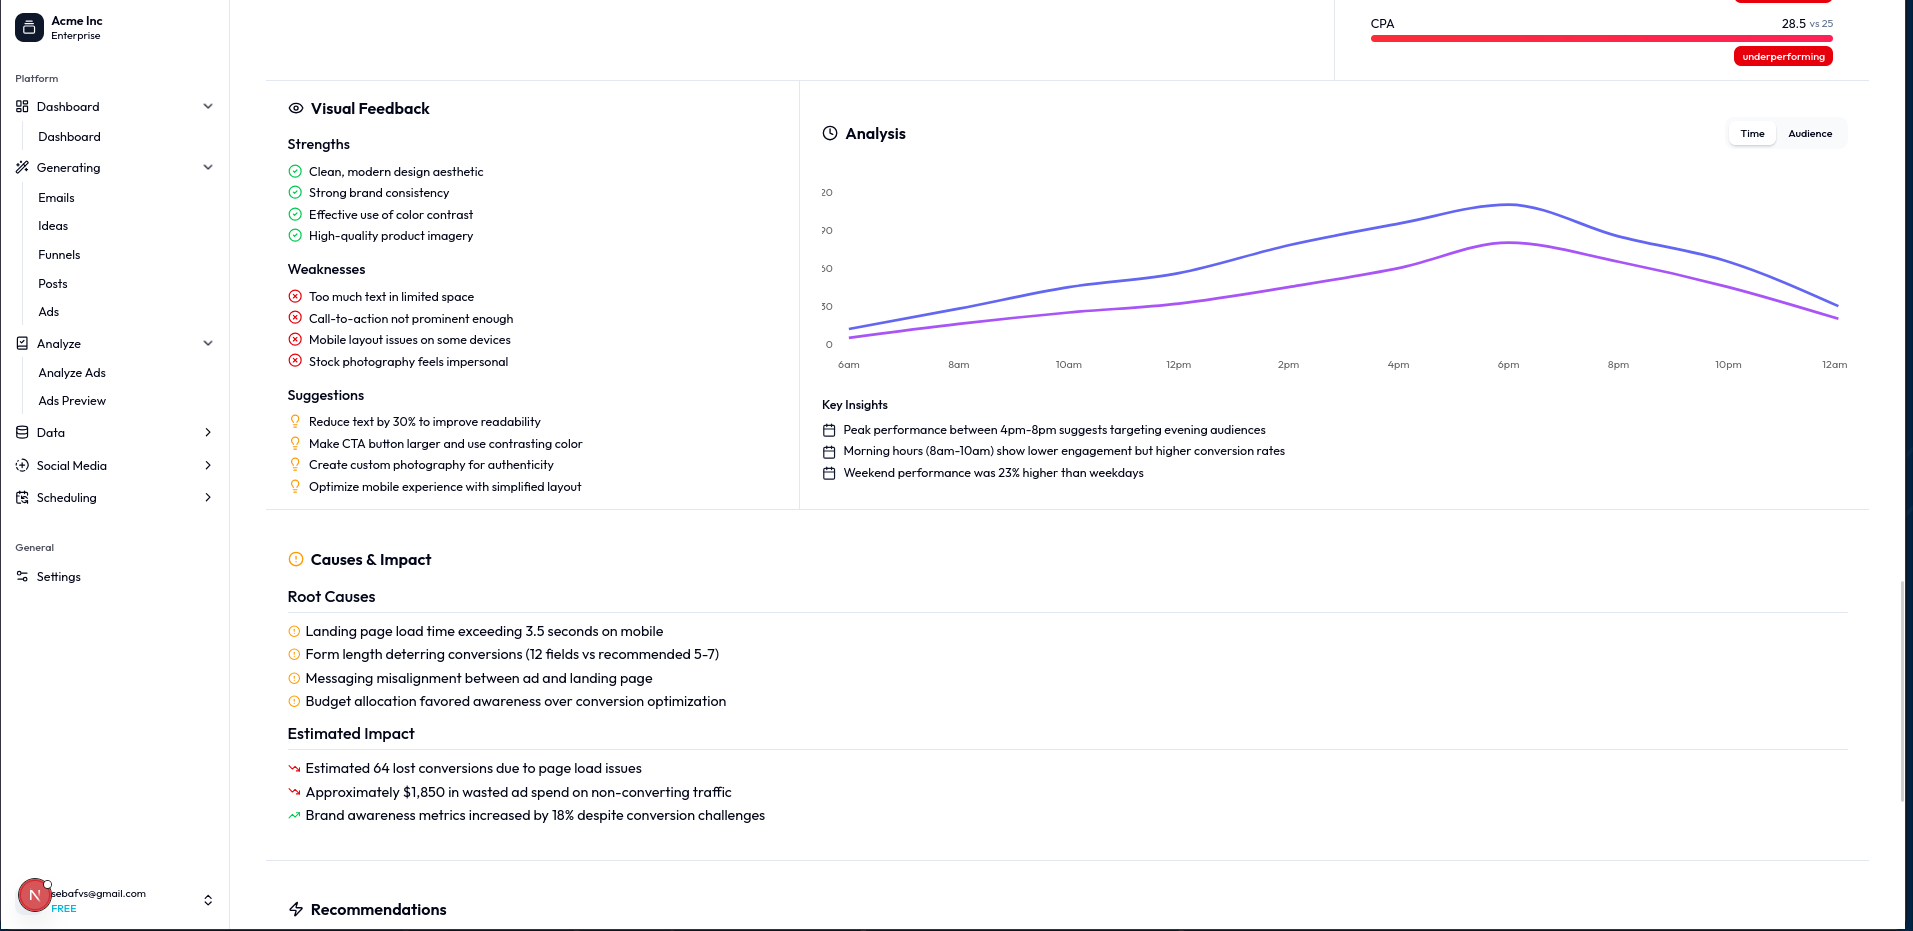 Acme Inc
Enterprise
Platform
Dashboard
Dashboard
Generating
Emails
Ideas
Funnels
Posts
Ads
Analyze
Analyze Ads
Ads Preview
Data
Social Media
Scheduling
General
Settings
N
sebafvs@gmail.com
FREE
CPA
28.5 vs 25
underperforming
Visual Feedback
Strengths
Clean, modern design aesthetic
Strong brand consistency
Effective use of color contrast
High-quality product imagery
Weaknesses
Too much text in limited space
Call-to-action not prominent enough
Mobile layout issues on some devices
Stock photography feels impersonal
Suggestions
Reduce text by 30% to improve readability
Make CTA button larger and use contrasting color
Create custom photography for authenticity
Optimize mobile experience with simplified layout
Analysis
Time Audience
20
90
60
30
0
6am 8am 10am 12pm 2pm 4pm 6pm 8pm 10pm 12am
Key Insights
Peak performance between 4pm-8pm suggests targeting evening audiences
Morning hours (8am-10am) show lower engagement but higher conversion rates
Weekend performance was 23% higher than weekdays
Causes & Impact
Root Causes
Landing page load time exceeding 3.5 seconds on mobile
Form length deterring conversions (12 fields vs recommended 5-7)
Messaging misalignment between ad and landing page
Budget allocation favored awareness over conversion optimization
Estimated Impact
Estimated 64 lost conversions due to page load issues
Approximately $1,850 in wasted ad spend on non-converting traffic
Brand awareness metrics increased by 18% despite conversion challenges
Recommendations